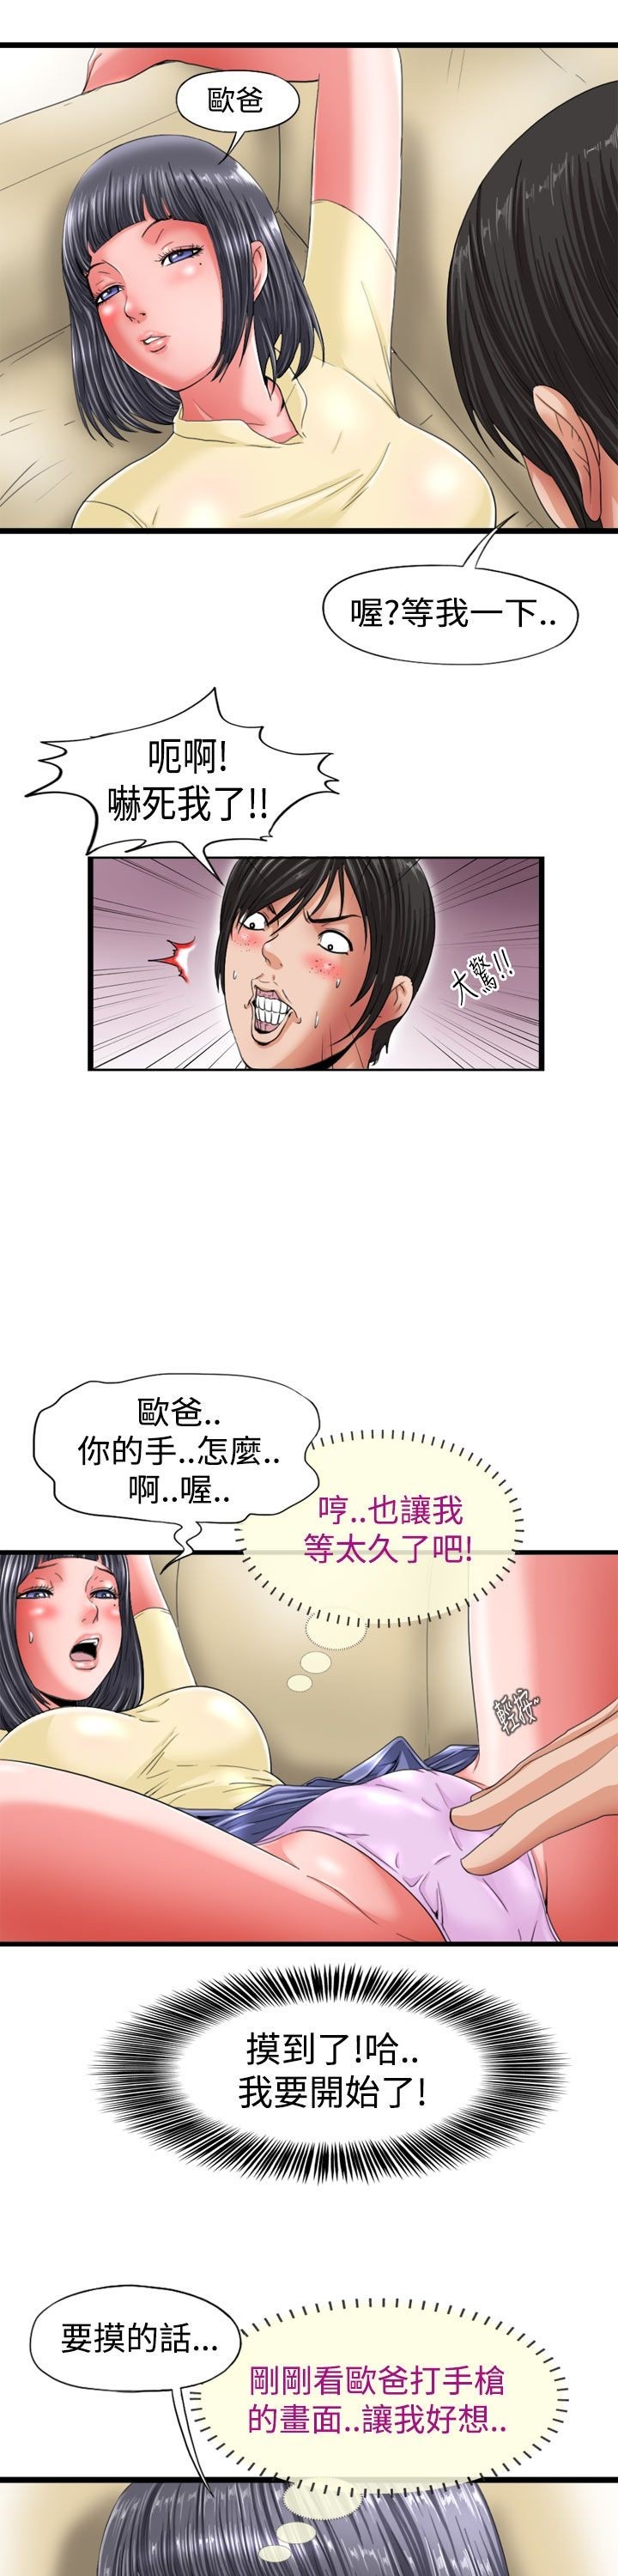 歐爸
喔?等我一下..
呃啊!
嚇死我了!!
大驚!!
歐爸..
你的手..怎麼..
啊..喔..
哼..也讓我
等太久了吧!
輕按~
摸到了!哈..
我要開始了!
要摸的話...
剛剛看歐爸打手槍
的畫面..讓我好想..